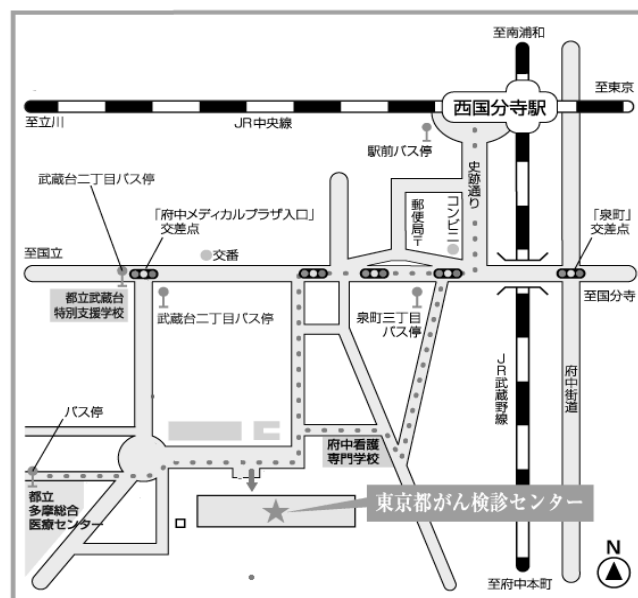 至南浦和
至東京
西国分寺駅
至立川
JR中央線
駅前バス停
史跡通り
武蔵台二丁目バス停
「府中メディカルプラザ入口」
交差点
郵便局〒
コンビニ
「泉町」
交差点
至国立
交番
至国分寺
都立武蔵台
特別支援学校
武蔵台二丁目バス停
泉町三丁目
バス停
JR武蔵野線
府中街道
バス停
府中看護
専門学校
都立
多摩総合
医療センター
東京都がん検診センター
N
至府中本町